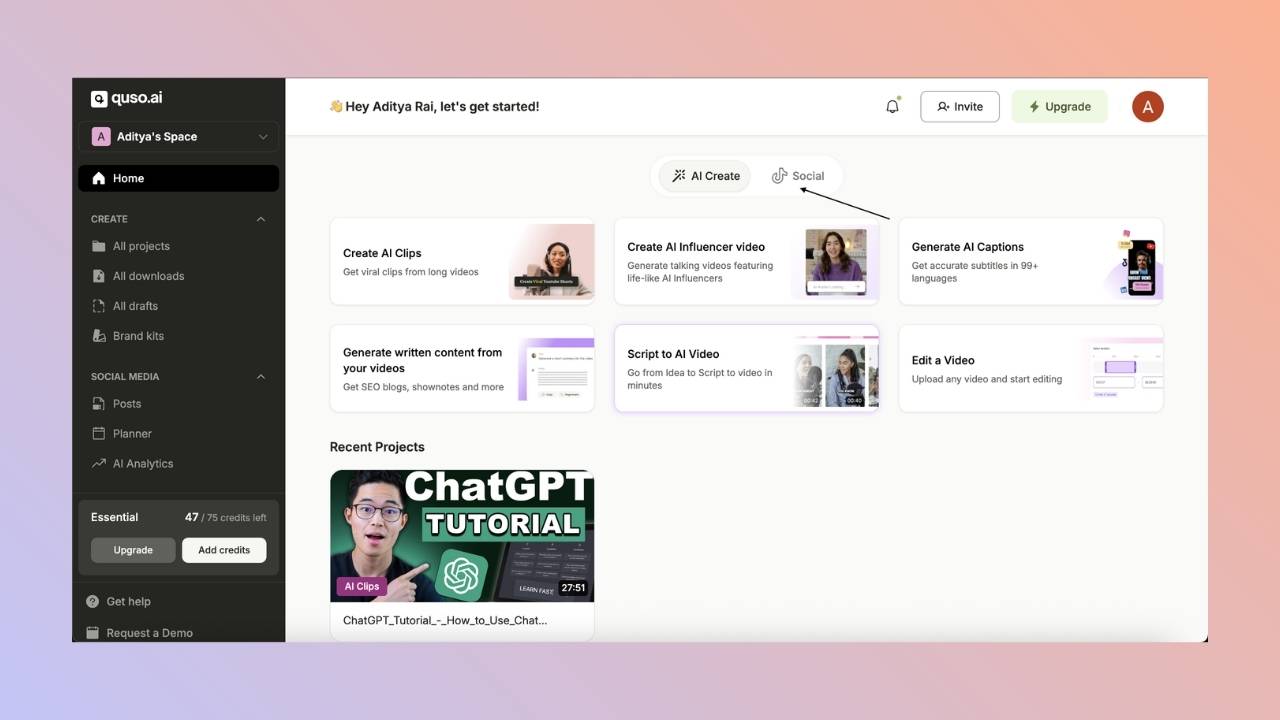 quso.ai
A Aditya's Space
Home
CREATE
All projects
All downloads
All drafts
Brand kits
SOCIAL MEDIA
Posts
Planner
AI Analytics
Essential 47 / 75 credits left
Upgrade Add credits
Get help
Request a Demo
👋 Hey Aditya Rai, let's get started!
Invite
Upgrade
A
AI Create Social
Create AI Clips
Get viral clips from long videos
Create Viral Youtube Shorts
Create AI Influencer video
Generate talking videos featuring
life-like AI Influencers
Generate AI Captions
Get accurate subtitles in 99+
languages
Generate written content from
your videos
Get SEO blogs, shownotes and more
Script to AI Video
Go from Idea to Script to video in
minutes
00:42 00:40
Edit a Video
Upload any video and start editing
Recent Projects
ChatGPT
TUTORIAL
AI Clips
LEARN FAST
27:51
ChatGPT_Tutorial_-_How_to_Use_Chat...